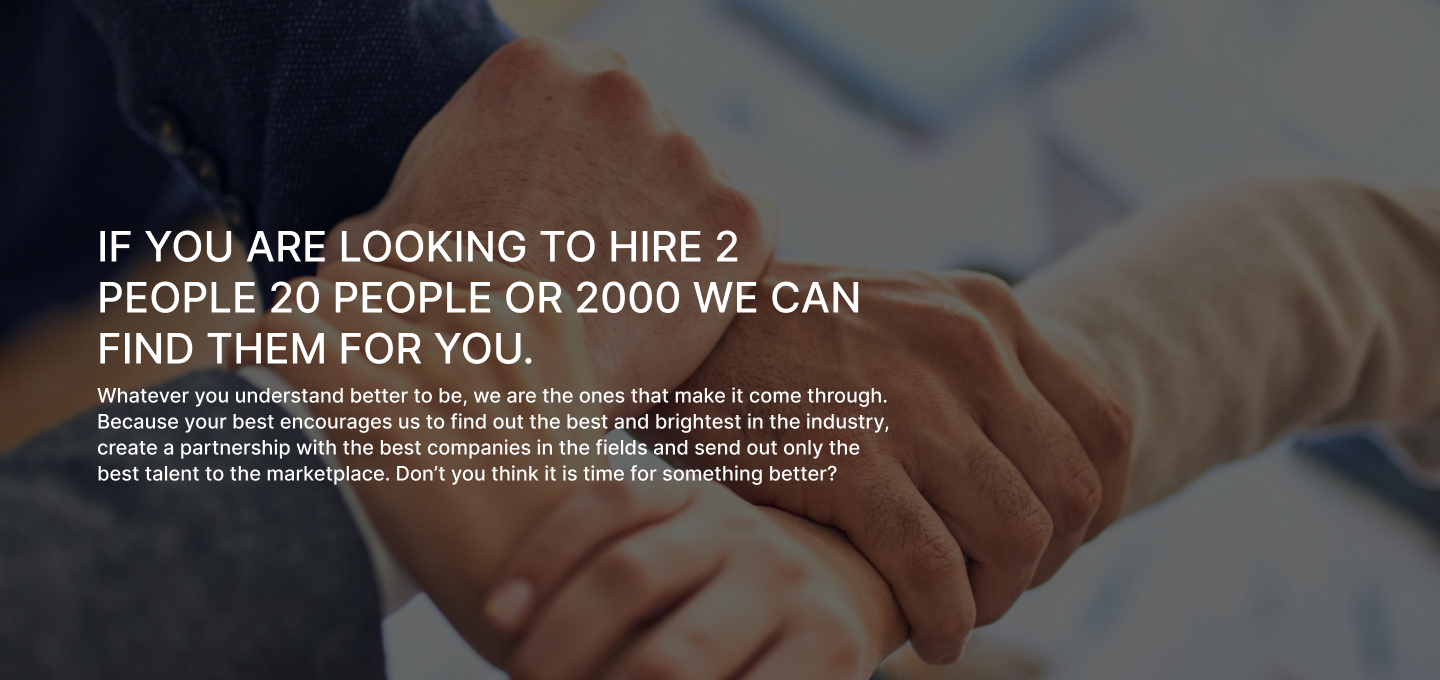 IF YOU ARE LOOKING TO HIRE 2
PEOPLE 20 PEOPLE OR 2000 WE CAN
FIND THEM FOR YOU.
Whatever you understand better to be, we are the ones that make it come through.
Because your best encourages us to find out the best and brightest in the industry,
create a partnership with the best companies in the fields and send out only the
best talent to the marketplace. Don’t you think it is time for something better?